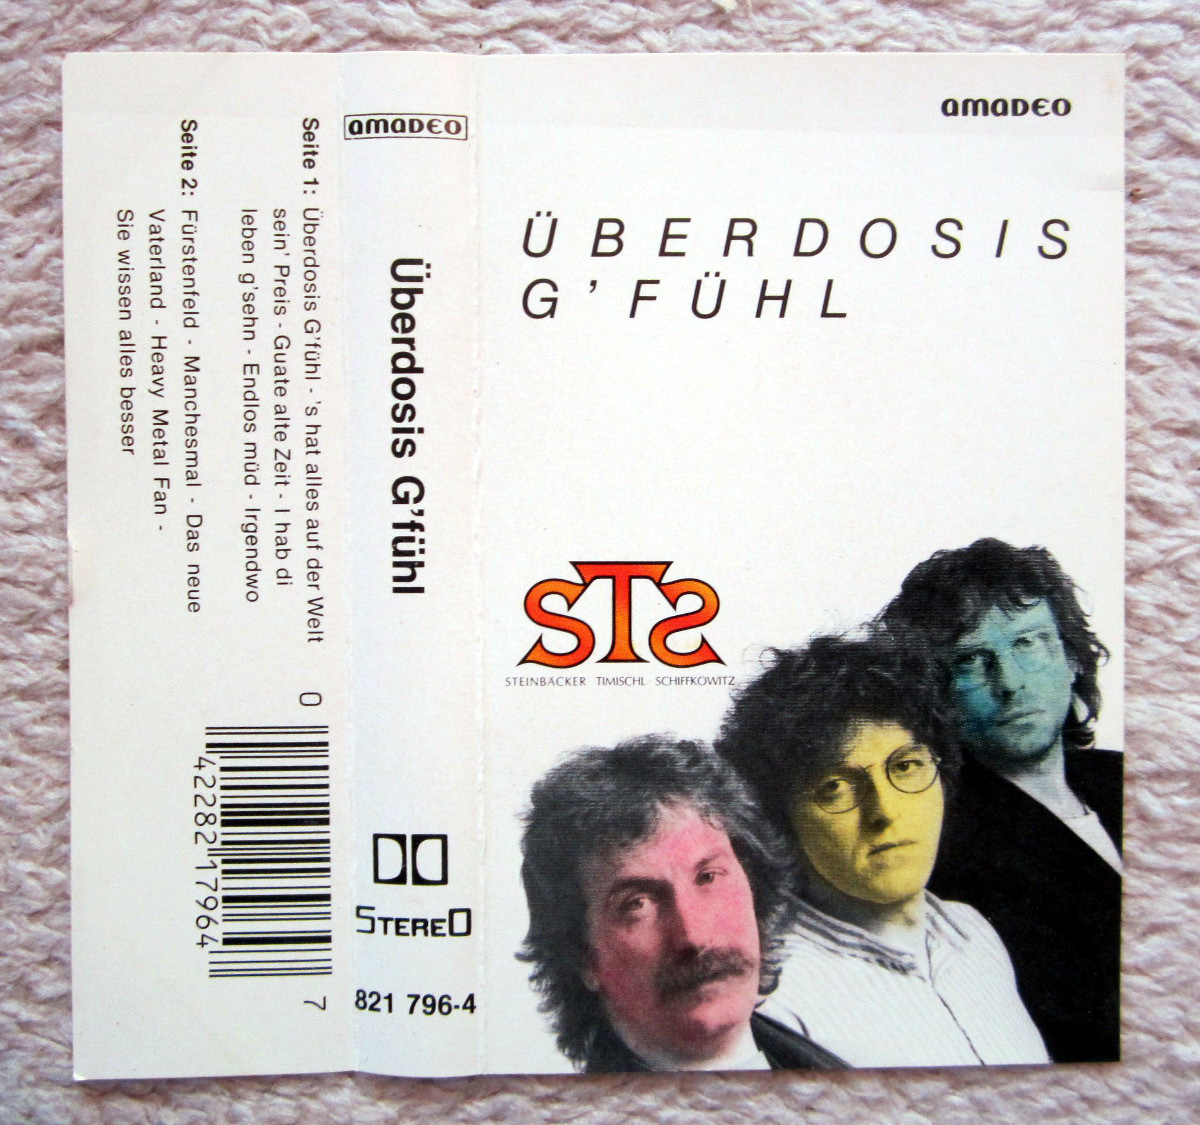 Seite 1: Überdosis G'fühl - 's hat alles auf der Welt
sein' Preis - Guate alte Zeit - I hab di
leben g'sehn - Endlos müd - Irgendwo
Seite 2: Fürstenfeld - Manchesmal - Das neue
Vaterland - Heavy Metal Fan -
Sie wissen alles besser
0
42282 17964
7
amadeo
Überdosis G'fühl
STEREO
821 796-4
amadeo
ÜBERDOSIS
G'FÜHL
STS
STEINBÄCKER TIMISCHL SCHIFFKOWITZ